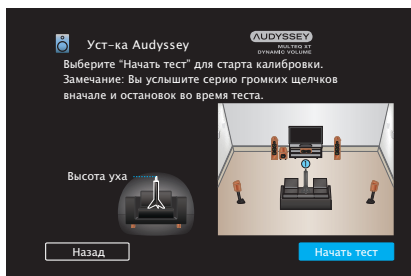 Уст-ка Audyssey
AUDYSSEY
MULTEQ XT
DYNAMIC VOLUME
Выберите “Начать тест” для старта калибровки.
Замечание: Вы услышите серию громких щелчков
вначале и остановок во время теста.
Высота уха
Назад
Начать тест